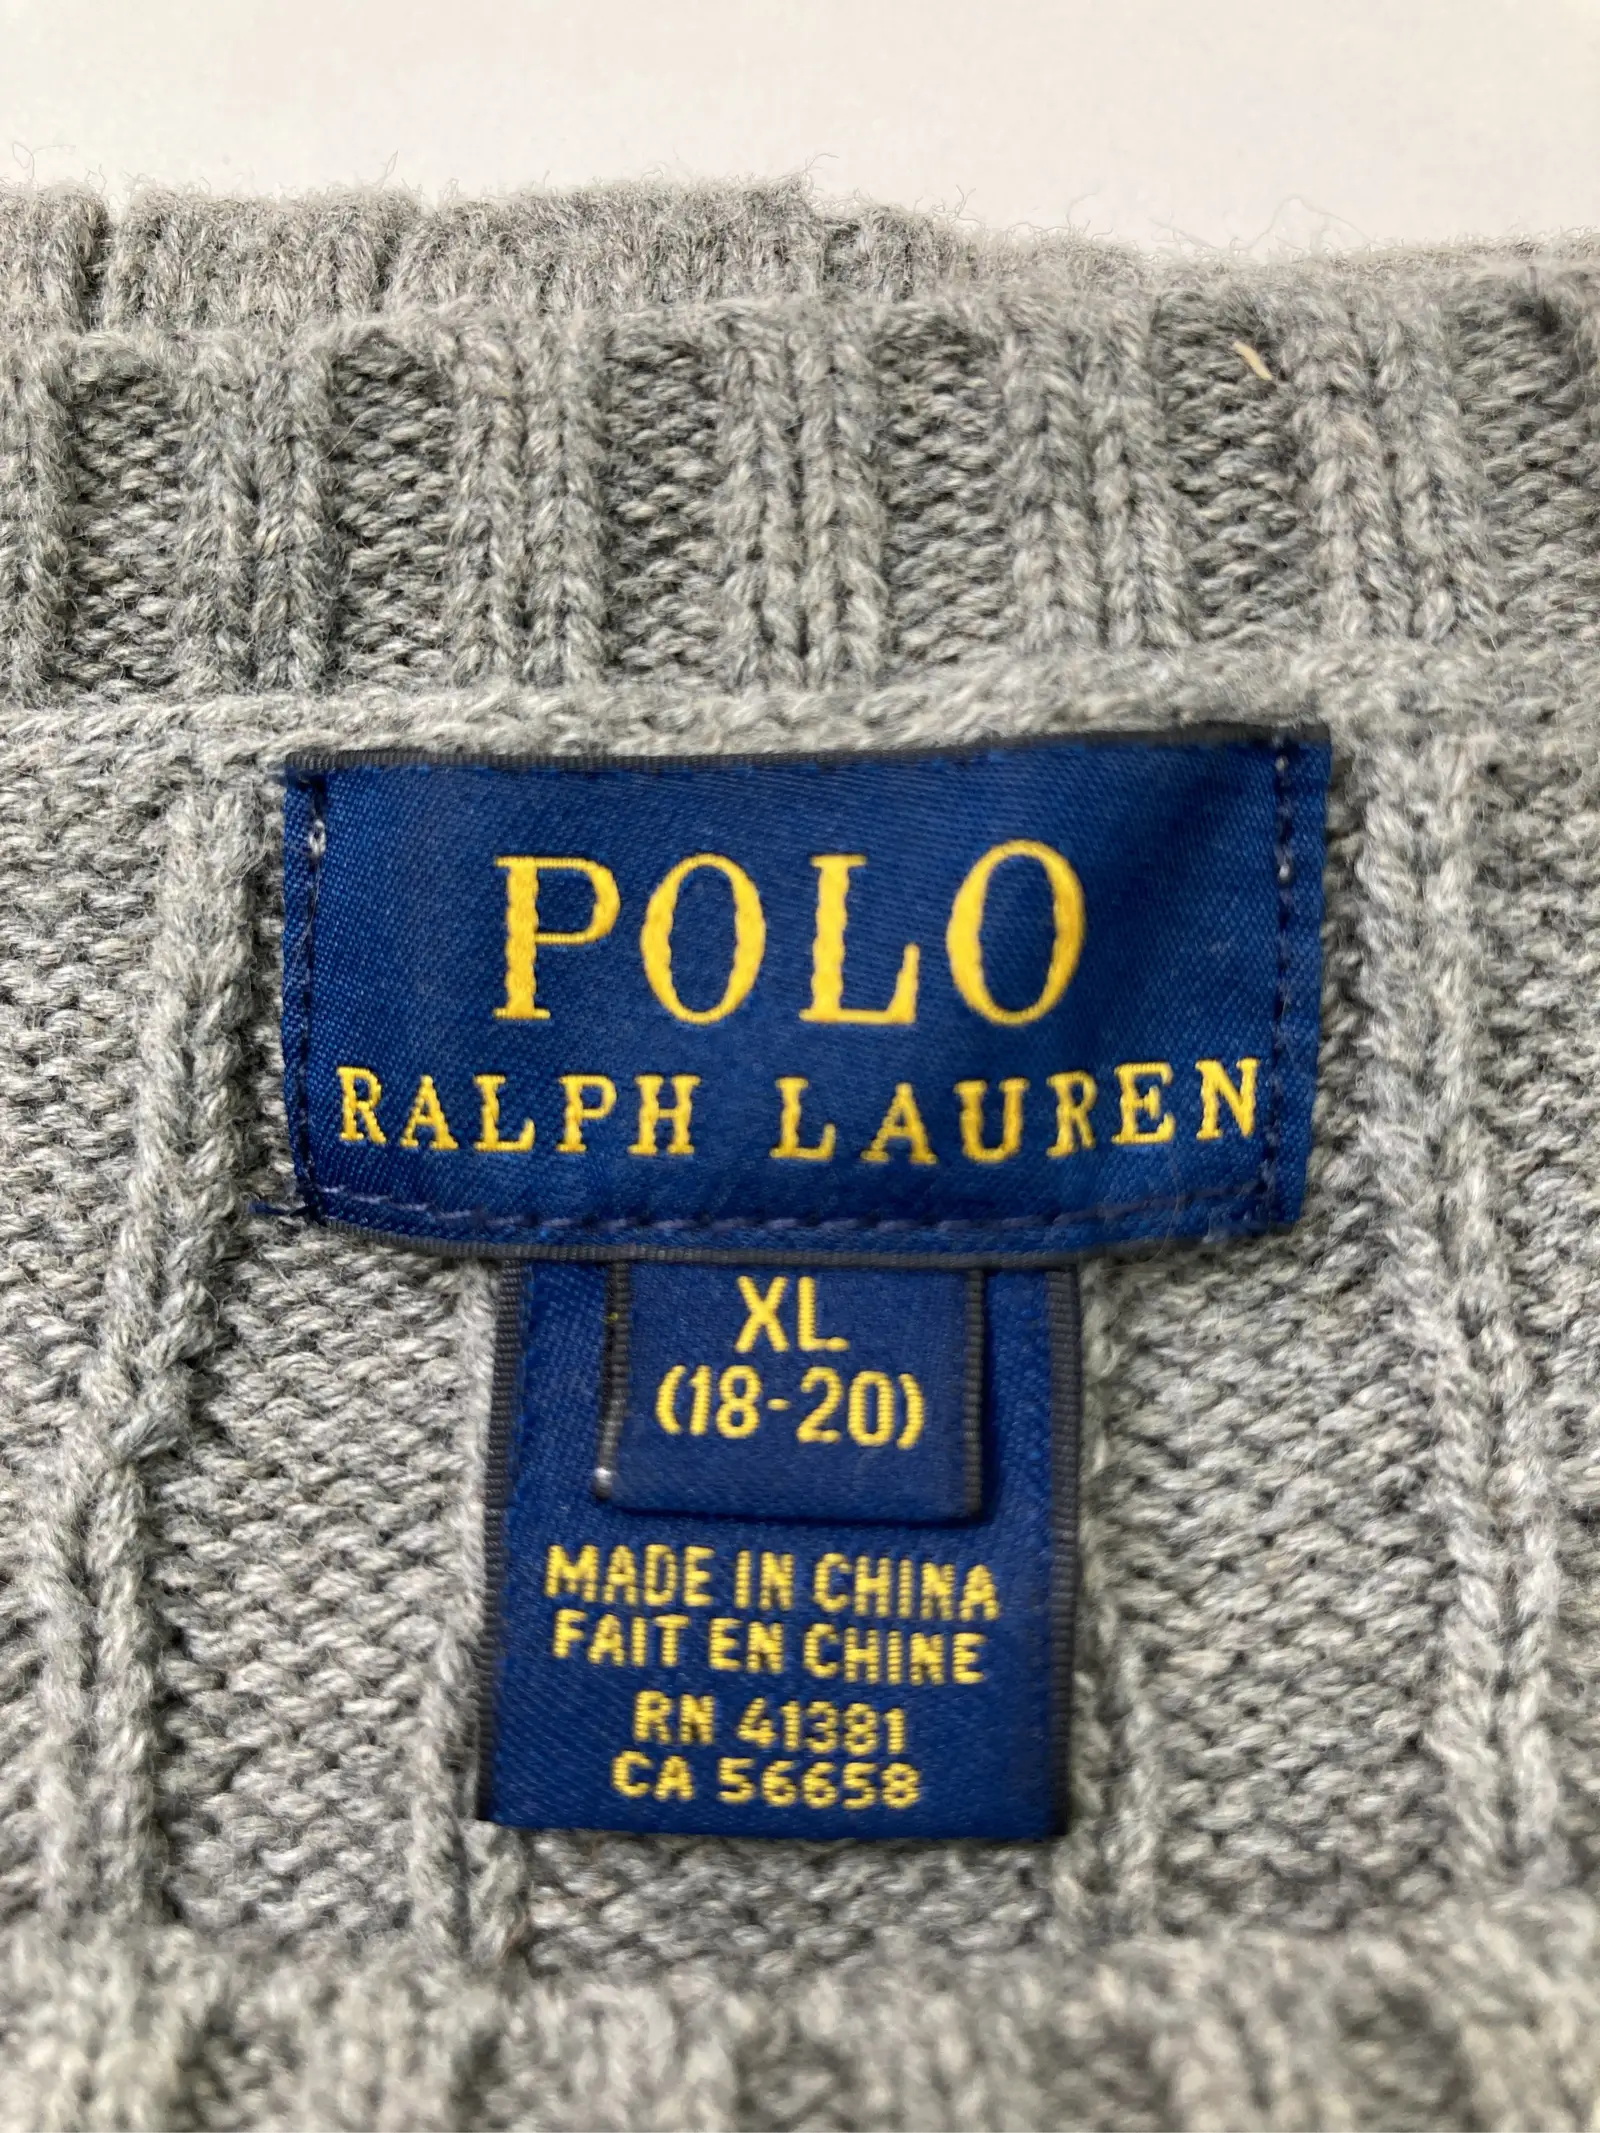 POLO
RALPH LAUREN
XL
(18-20)
MADE IN CHINA
FAIT EN CHINE
RN 41381
CA 56658